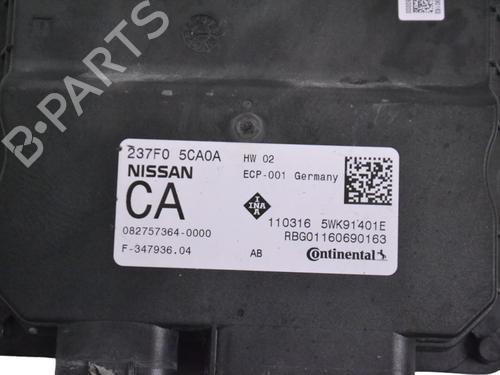 237F0 5CA0A HW 02
NISSAN ECP-001 Germany
CA
INA
110316 5WK91401E
082757364-0000 RBG01160690163
F-347936.04 AB Continental
B-PARTS